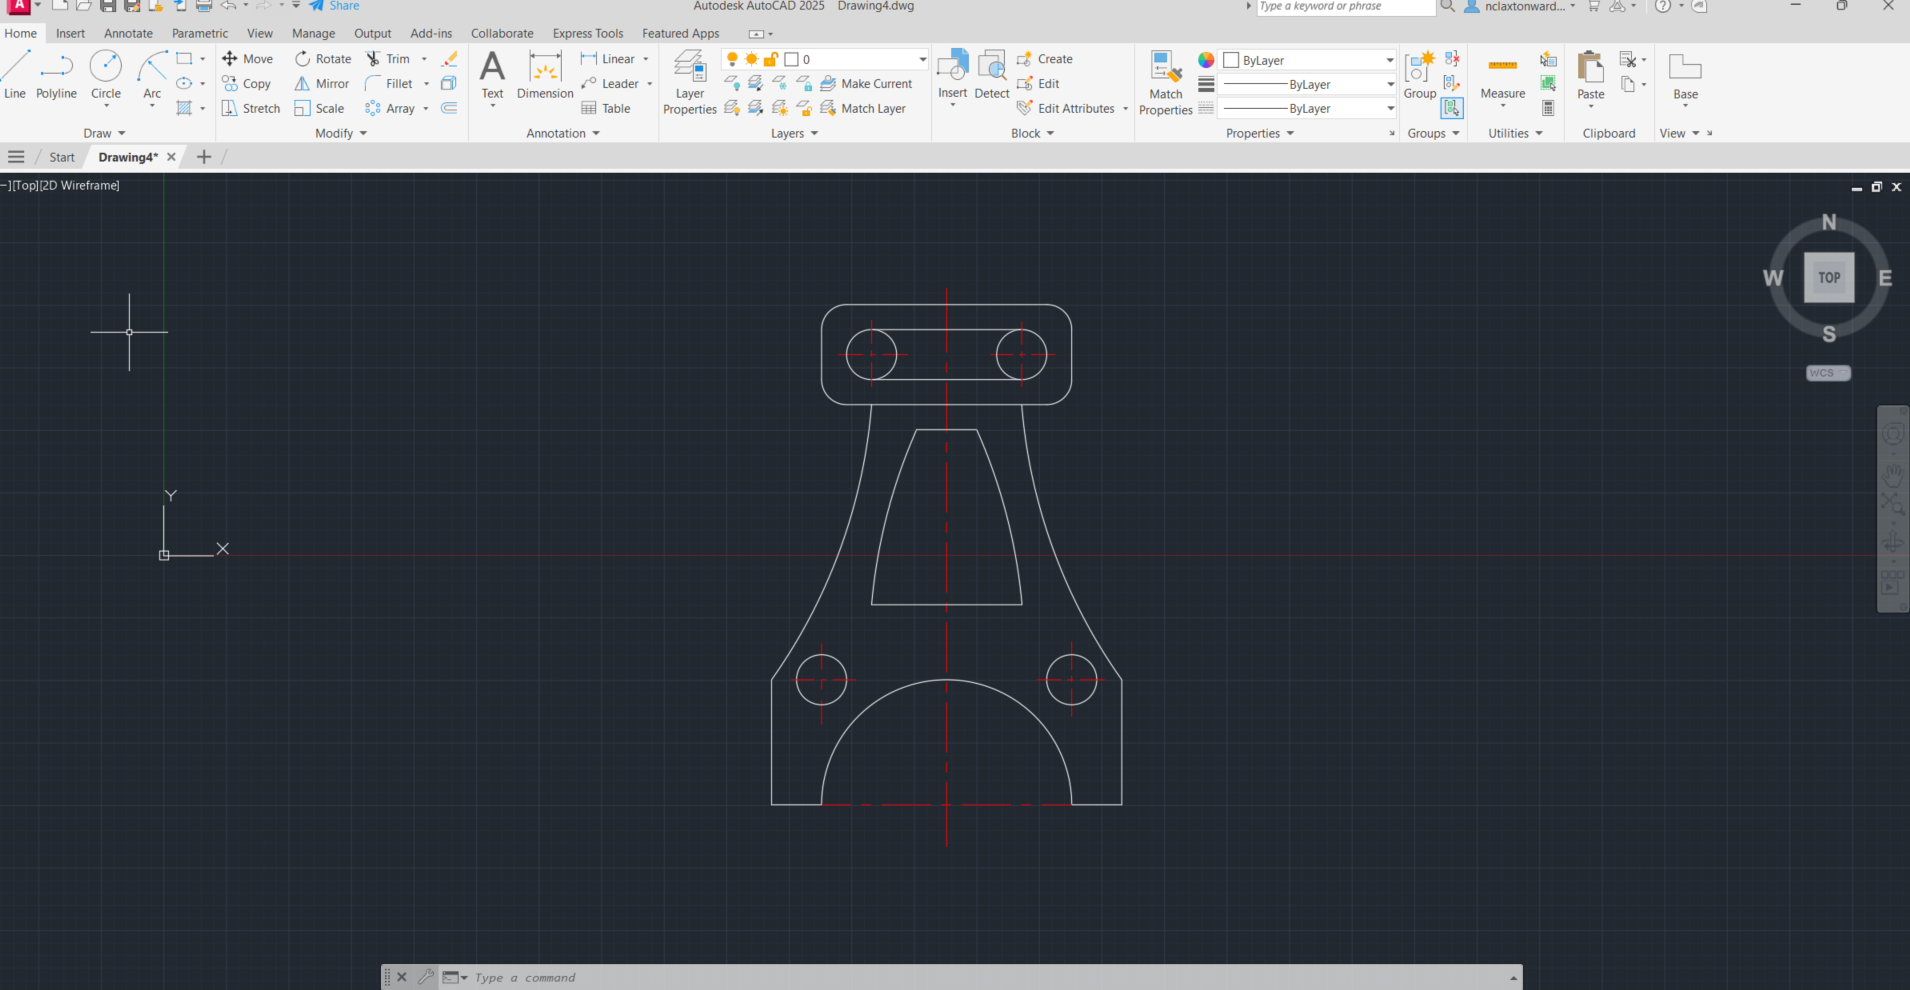 A Share Autodesk AutoCAD 2025 Drawing4.dwg Type a keyword or phrase nclaxtonward...
Home Insert Annotate Parametric View Manage Output Add-ins Collaborate Express Tools Featured Apps
Move Rotate Trim Linear 0 Create ByLayer
Copy Mirror Fillet Leader Make Current Edit ByLayer
Line Polyline Circle Arc Text Dimension Layer Properties Insert Detect Match Properties Group Measure Paste Base
Stretch Scale Array Table Match Layer Edit Attributes ByLayer
Draw Modify Annotation Layers Block Properties Groups Utilities Clipboard View
Start Drawing4* +
–][Top][2D Wireframe]
N
W TOP E
S
WCS
Y
X
Type a command